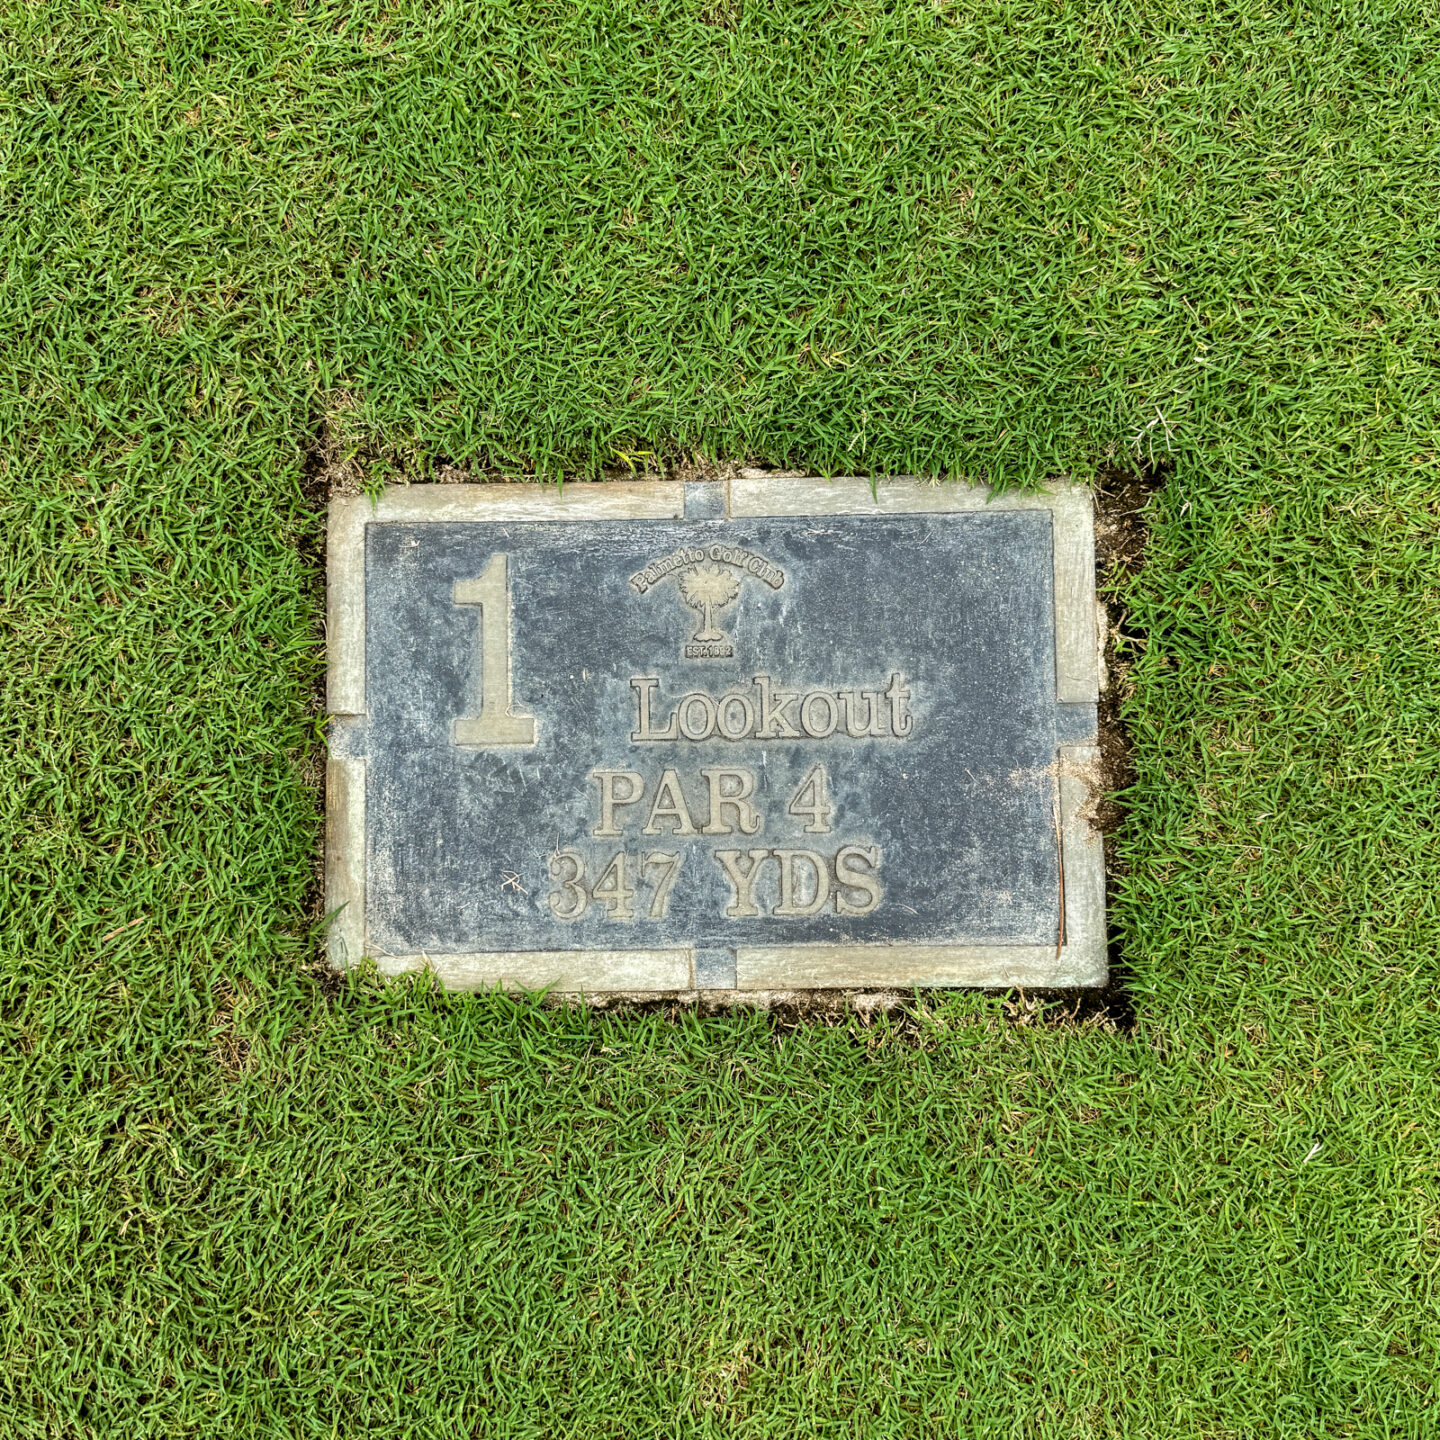 1
Palmetto Golf Club
EST. 1892
Lookout
PAR 4
347 YDS